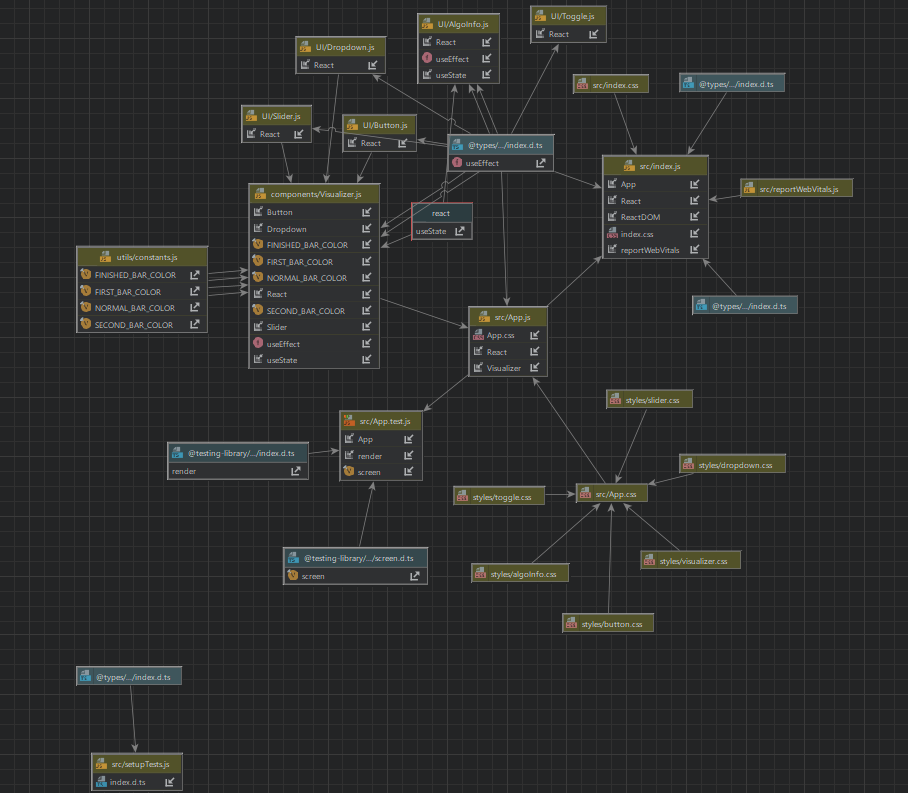 UI/Toggle.js
React
UI/AlgoInfo.js
React
useEffect
useState
UI/Dropdown.js
React
src/index.css
@types/.../index.d.ts
UI/Slider.js
React
UI/Button.js
React
@types/.../index.d.ts
useEffect
src/index.js
App
React
ReactDOM
index.css
reportWebVitals
src/reportWebVitals.js
components/Visualizer.js
Button
Dropdown
FINISHED_BAR_COLOR
FIRST_BAR_COLOR
NORMAL_BAR_COLOR
React
SECOND_BAR_COLOR
Slider
useEffect
useState
react
useState
utils/constants.js
FINISHED_BAR_COLOR
FIRST_BAR_COLOR
NORMAL_BAR_COLOR
SECOND_BAR_COLOR
@types/.../index.d.ts
src/App.js
App.css
React
Visualizer
styles/slider.css
src/App.test.js
App
render
screen
@testing-library/.../index.d.ts
render
styles/dropdown.css
styles/toggle.css
src/App.css
@testing-library/.../screen.d.ts
screen
styles/algoInfo.css
styles/visualizer.css
styles/button.css
@types/.../index.d.ts
src/setupTests.js
index.d.ts